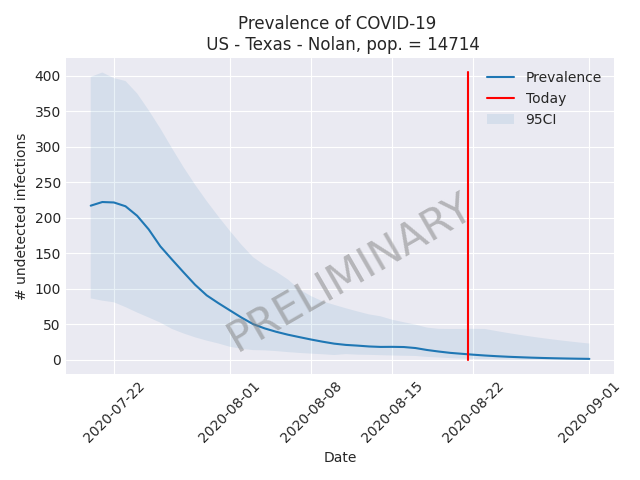 Prevalence of COVID-19
US - Texas - Nolan, pop. = 14714
400
350
300
250
200
150
100
50
0
# undetected infections
Prevalence
Today
95CI
PRELIMINARY
2020-07-22
2020-08-01
2020-08-08
2020-08-15
2020-08-22
2020-09-01
Date